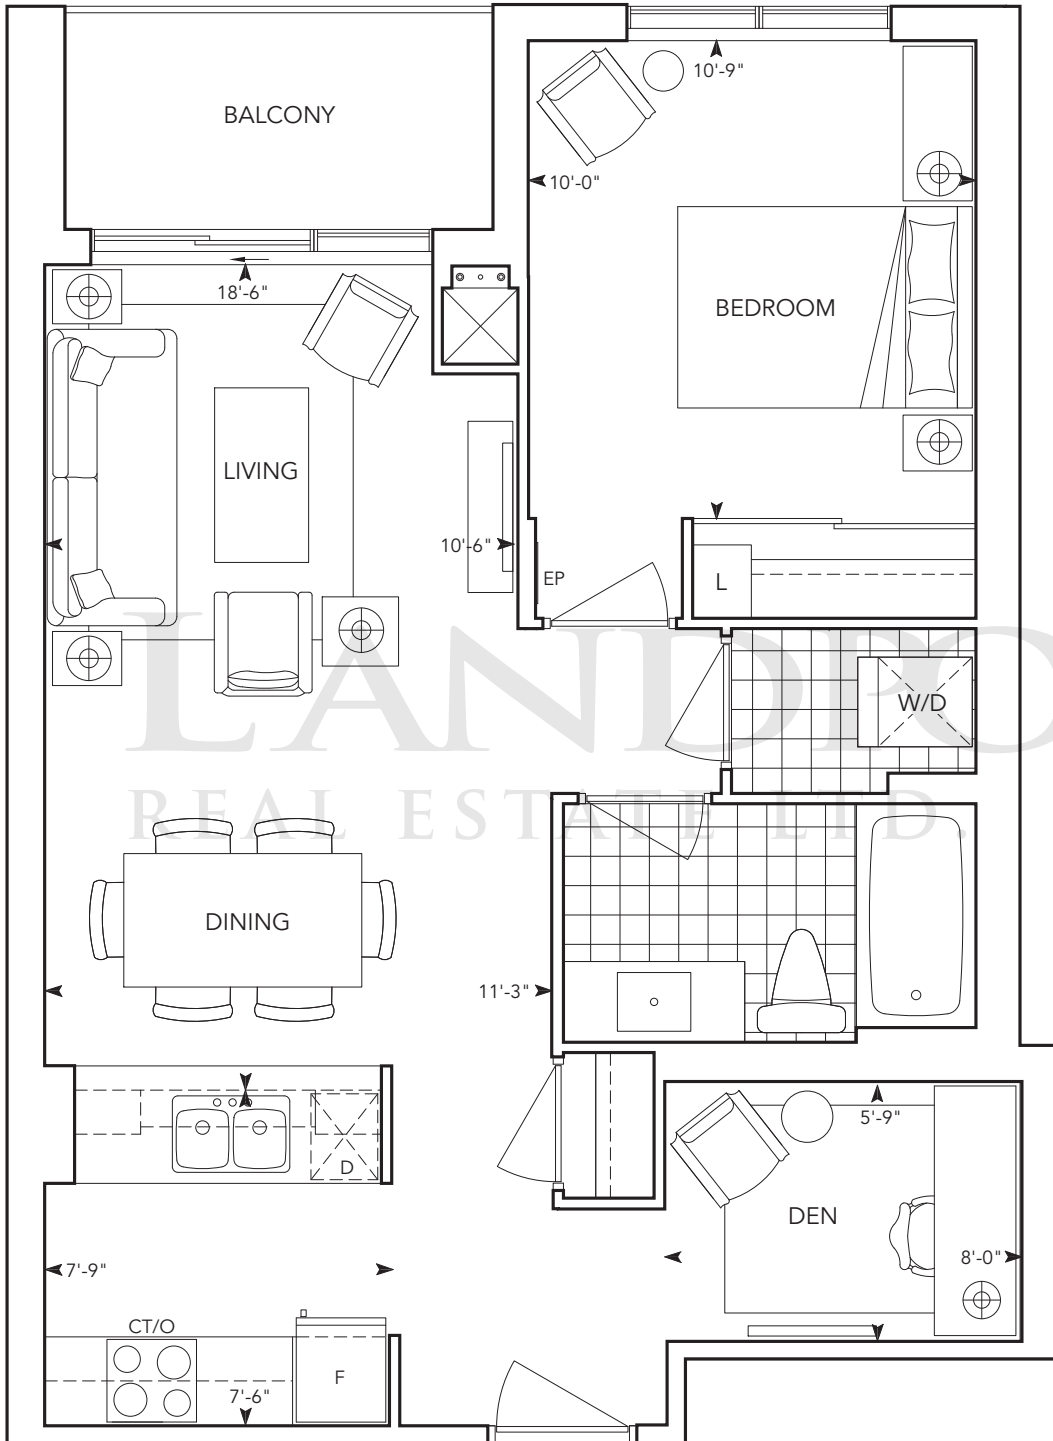 BALCONY
10'-9"
10'-0"
18'-6"
BEDROOM
LIVING
10'-6"
EP
L
LANDPO
W/D
REAL ESTATE LTD.
DINING
11'-3"
5'-9"
D
DEN
7'-9"
8'-0"
CT/O
F
7'-6"